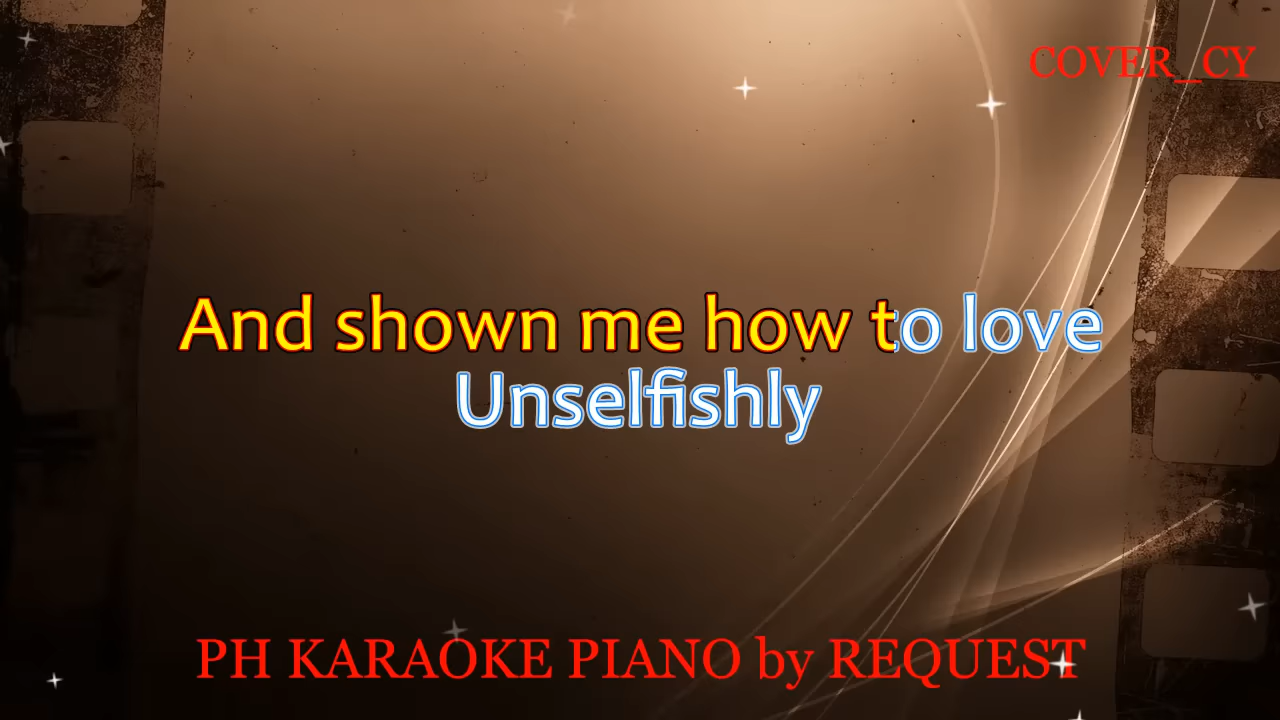 COVER_CY
And shown me how to love
Unselfishly
PH KARAOKE PIANO by REQUEST